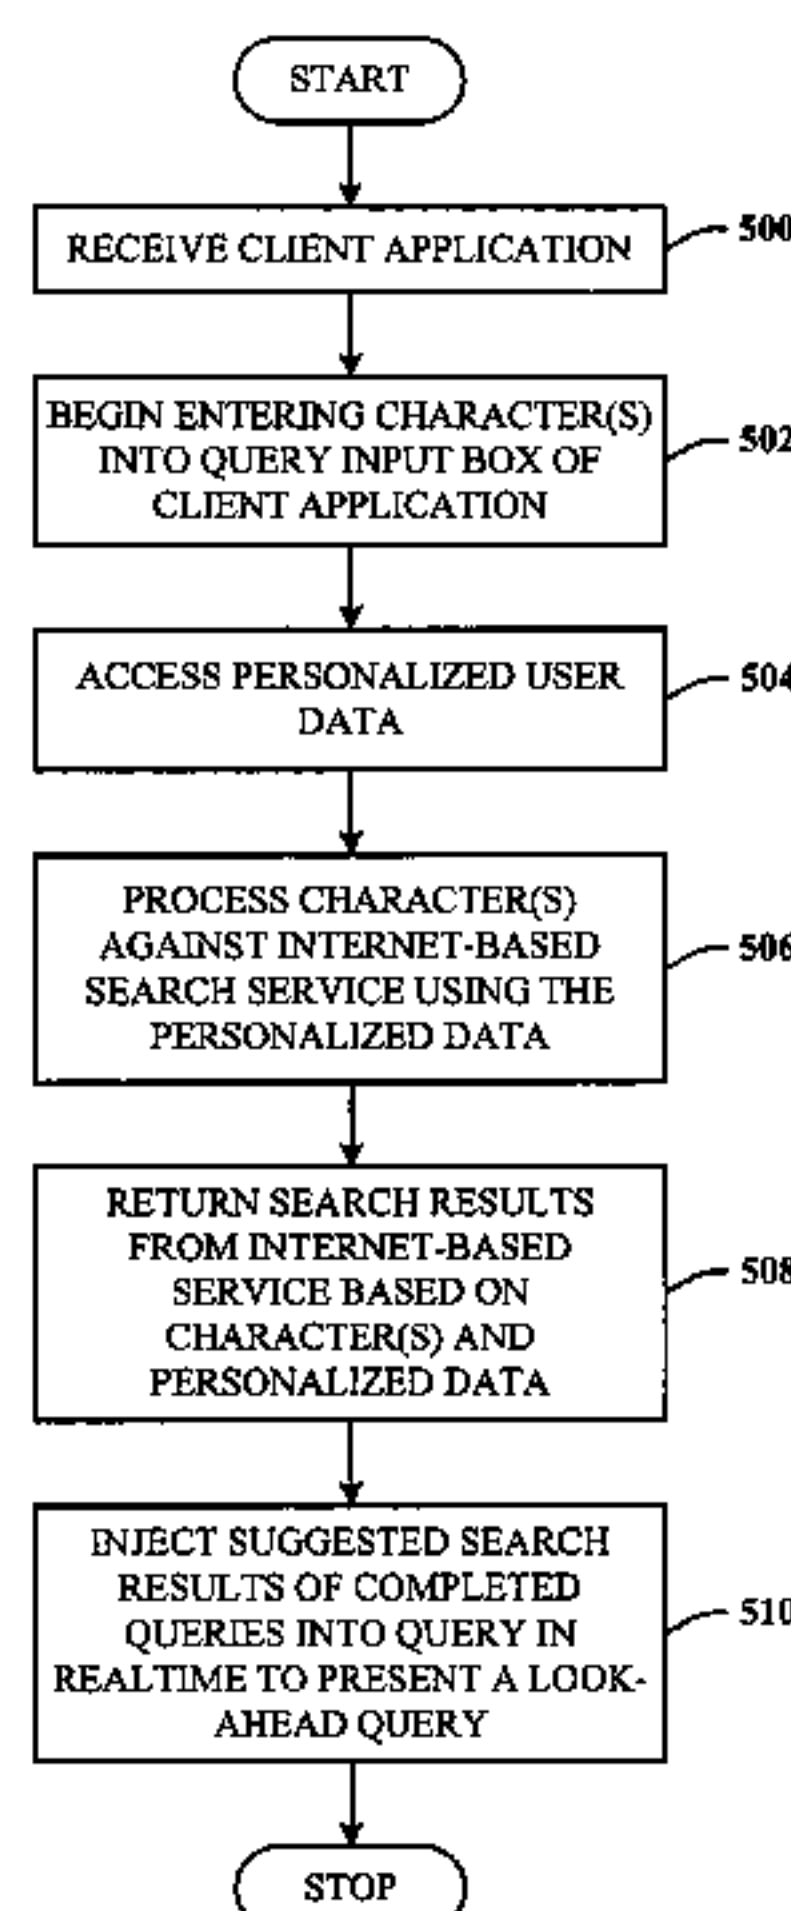 START
RECEIVE CLIENT APPLICATION
500
BEGIN ENTERING CHARACTER(S)
INTO QUERY INPUT BOX OF
CLIENT APPLICATION
502
ACCESS PERSONALIZED USER
DATA
504
PROCESS CHARACTER(S)
AGAINST INTERNET-BASED
SEARCH SERVICE USING THE
PERSONALIZED DATA
506
RETURN SEARCH RESULTS
FROM INTERNET-BASED
SERVICE BASED ON
CHARACTER(S) AND
PERSONALIZED DATA
508
INJECT SUGGESTED SEARCH
RESULTS OF COMPLETED
QUERIES INTO QUERY IN
REALTIME TO PRESENT A LOOK-
AHEAD QUERY
510
STOP